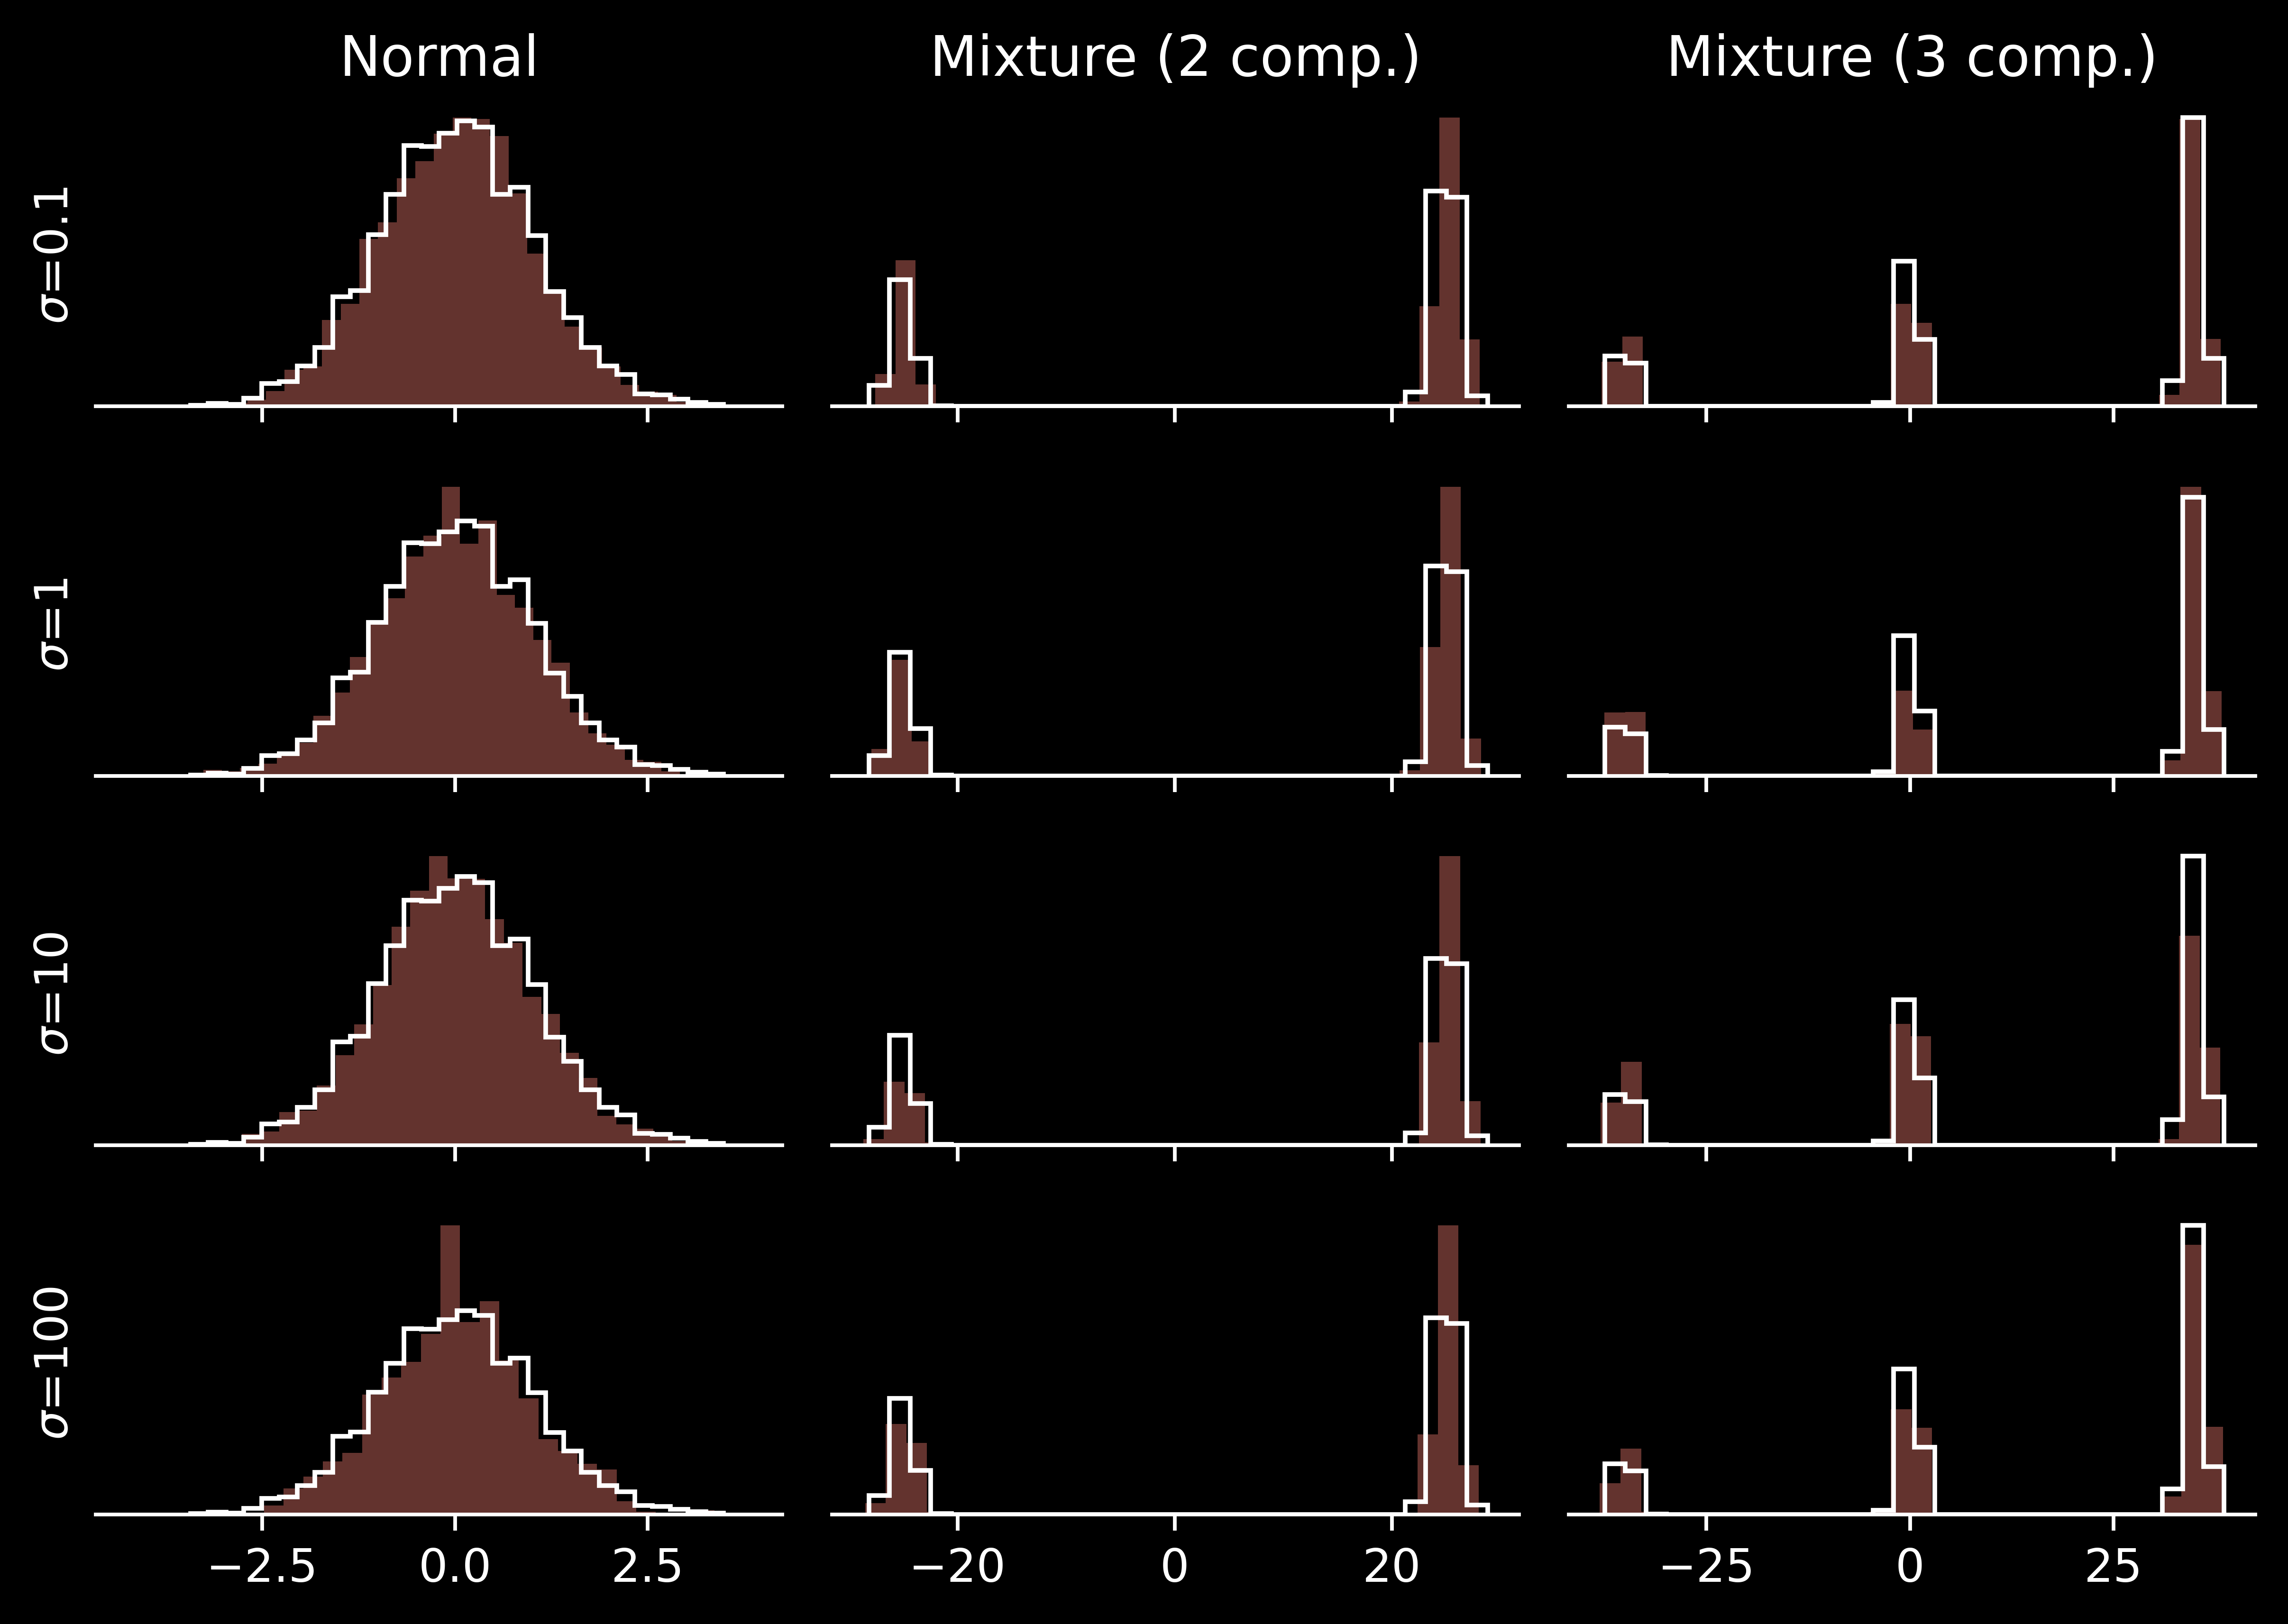 Normal Mixture (2 comp.) Mixture (3 comp.)
σ=0.1
σ=1
σ=10
σ=100
−2.5 0.0 2.5 −20 0 20 −25 0 25